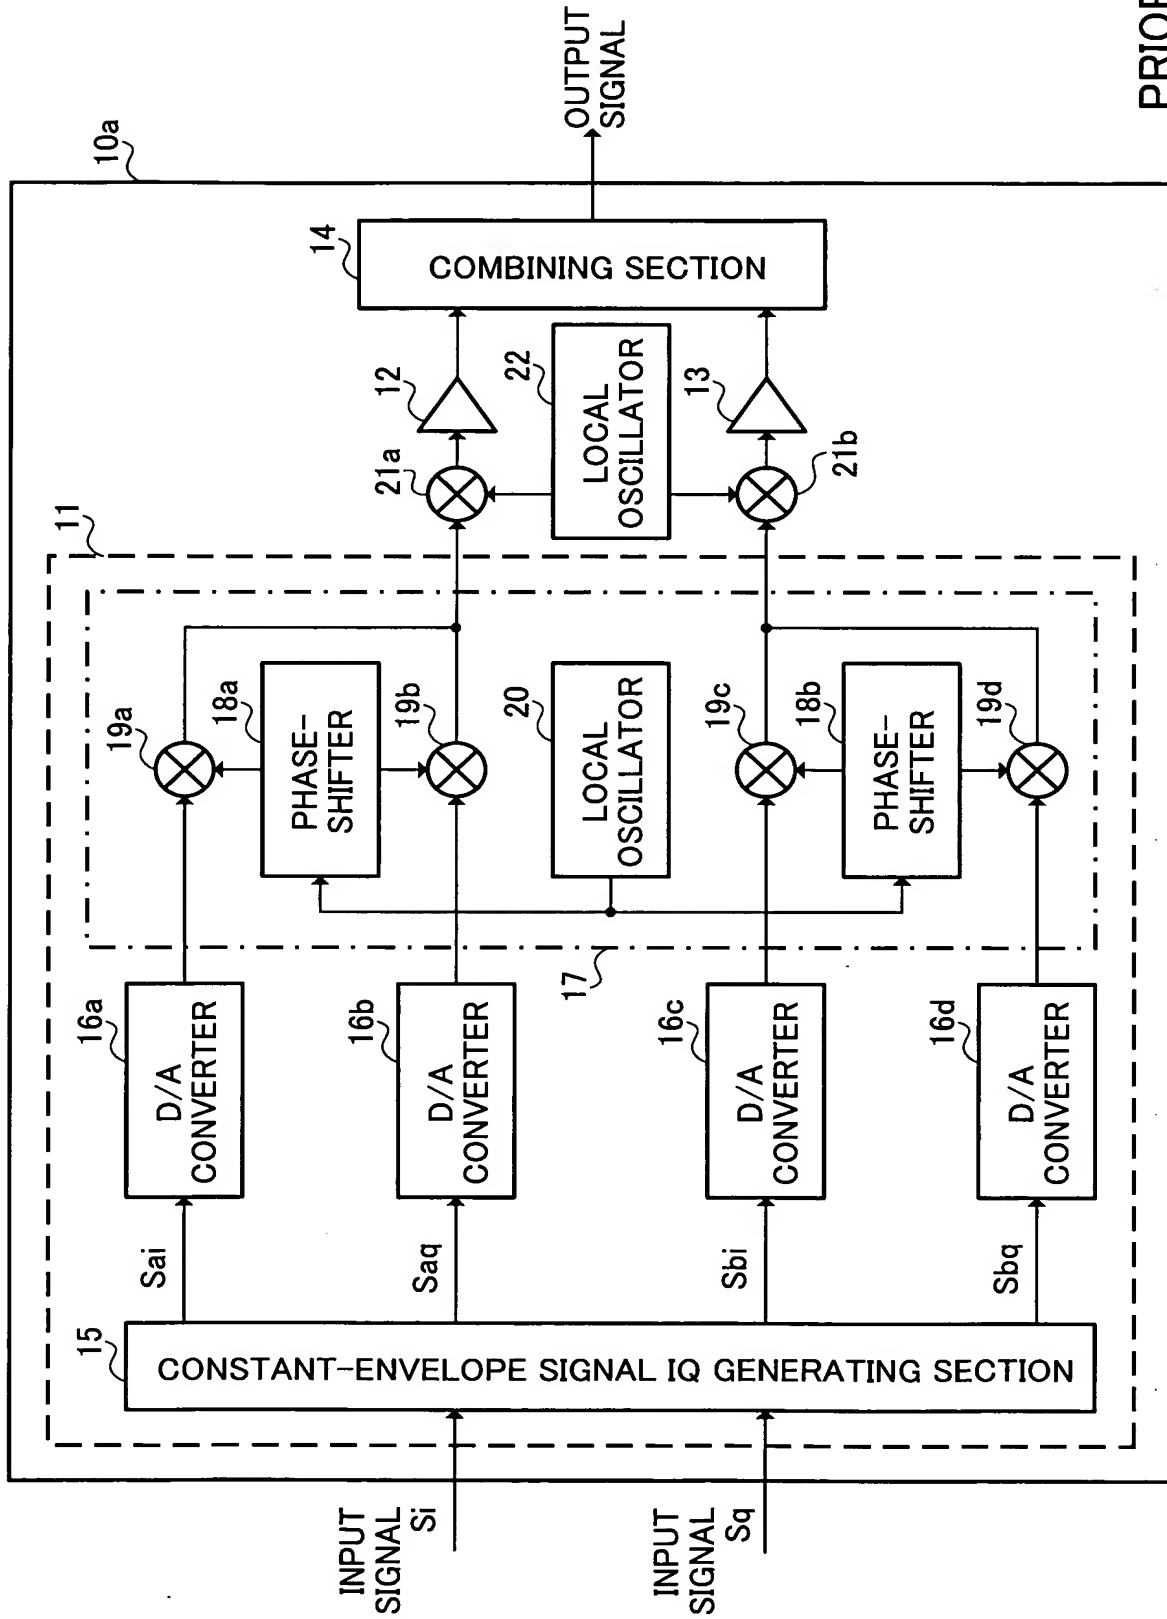 10a
11
INPUT
SIGNAL
Si
INPUT
SIGNAL
Sq
15
CONSTANT-ENVELOPE SIGNAL IQ GENERATING SECTION
Sai
Saq
Sbi
Sbq
16a
D/A
CONVERTER
16b
D/A
CONVERTER
16c
D/A
CONVERTER
16d
D/A
CONVERTER
17
19a
18a
PHASE-
SHIFTER
19b
20
LOCAL
OSCILLATOR
19c
18b
PHASE-
SHIFTER
19d
21a
12
22
LOCAL
OSCILLATOR
13
21b
14
COMBINING SECTION
OUTPUT
SIGNAL